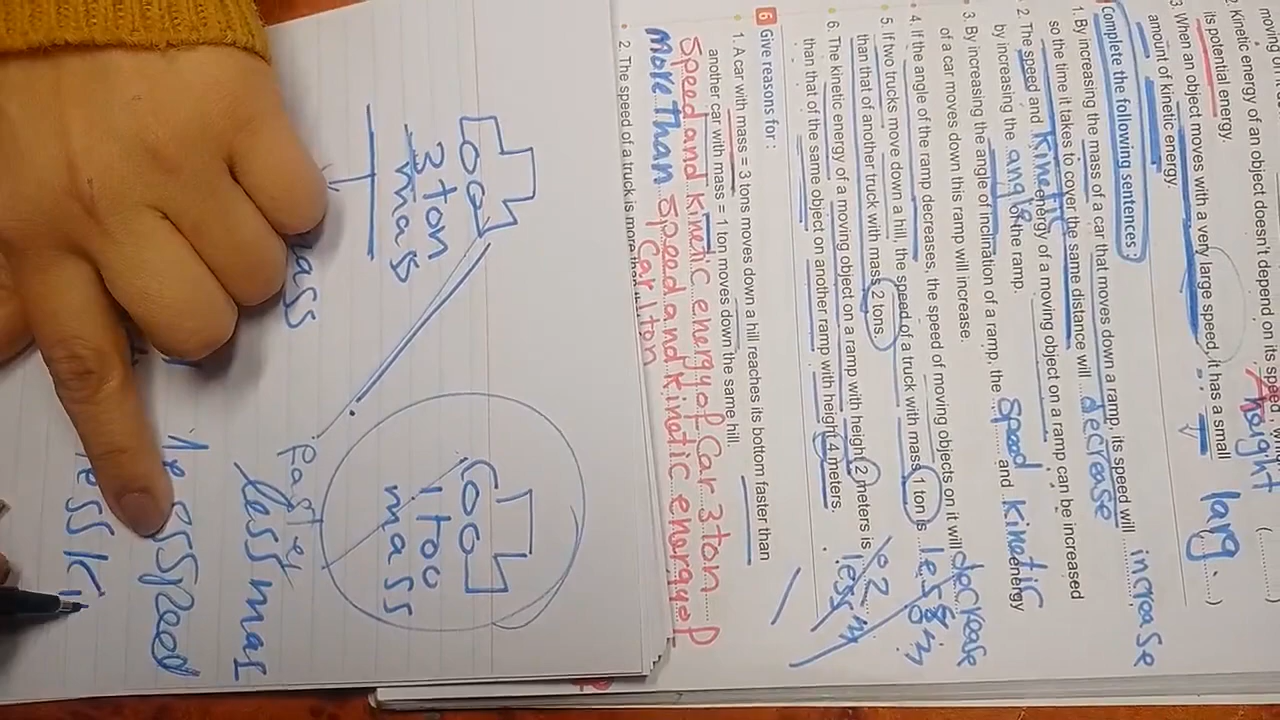 moving on
2. Kinetic energy of an object doesn't depend on its speed, height (......)
its potential energy.
3. When an object moves with a very large speed, it has a small larg. (......)
amount of kinetic energy.
Complete the following sentences :
1. By increasing the mass of a car that moves down a ramp, its speed will increase
so the time it takes to cover the same distance will decrease
2. The speed and kinetic energy of a moving object on a ramp can be increased
by increasing the angle of the ramp.
3. By increasing the angle of inclination of a ramp, the speed and kinetic energy
of a car moves down this ramp will increase.
4. If the angle of the ramp decreases, the speed of moving objects on it will decrease
5. If two trucks move down a hill, the speed of a truck with mass 1 ton is less
than that of another truck with mass 2 tons.
6. The kinetic energy of a moving object on a ramp with height 2 meters is less
than that of the same object on another ramp with height 4 meters.
6 Give reasons for :
1. A car with mass = 3 tons moves down a hill reaches its bottom faster than
another car with mass = 1 ton moves down the same hill.
speed and kinetic energy of Car 3 ton
more than speed and kinetic energy of
Car 1 ton
2. The speed of a truck is more than
3 ton
mass
1 too
mass
less mas
less speed
less ki